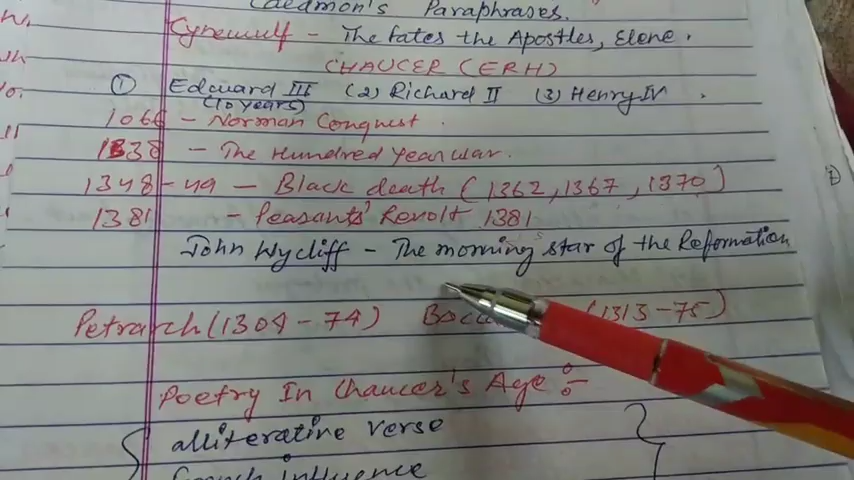 Caedmon's Paraphrases.
Cynewulf - The fates the Apostles, Elene.
CHAUCER (ERH)
① Edward III (2) Richard II (3) Henry IV .
(10 years)
1066 - Norman Conquest .
1338 - The Hundred Year war.
1348-49 - Black death (1362, 1367, 1370)
1381 - Peasants' Revolt 1381
John Wycliff - The morning star of the Reformation
Petrarch (1304 - 74) (1313-75)
Poetry In Chaucer's Age :-
alliterative verse
French influence